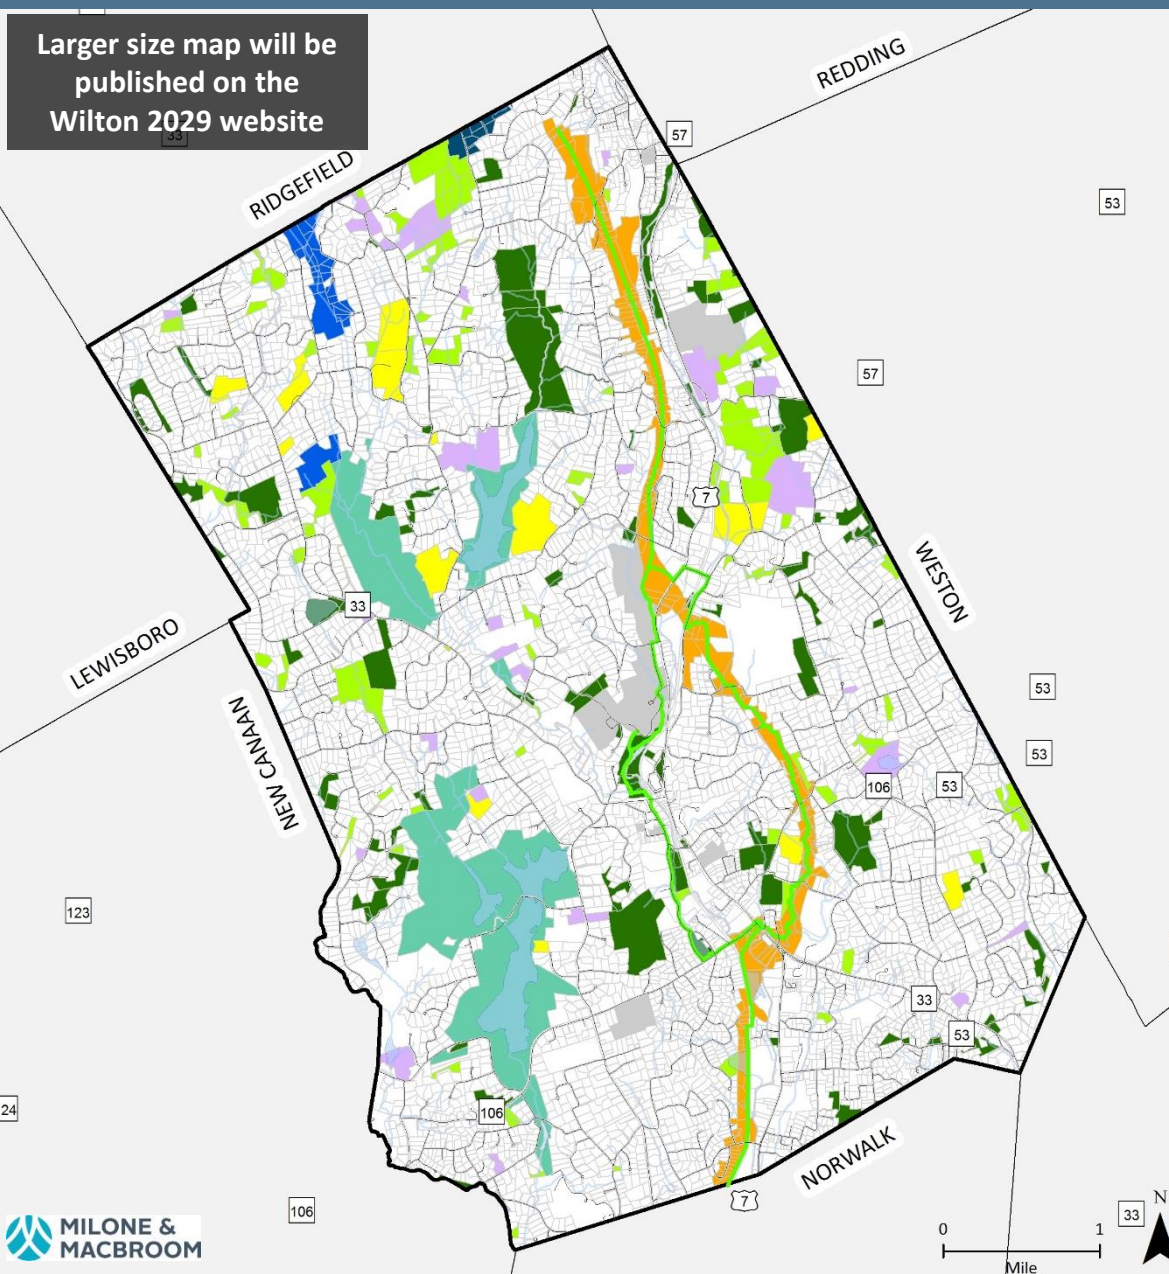 Larger size map will be
published on the
Wilton 2029 website
33
REDDING
57
RIDGEFIELD
53
57
7
WESTON
33
LEWISBORO
53
NEW CANAAN
53
106
53
123
33
53
24
106
NORWALK
7
106
33
N
MILONE &
MACBROOM
0
1
Mile